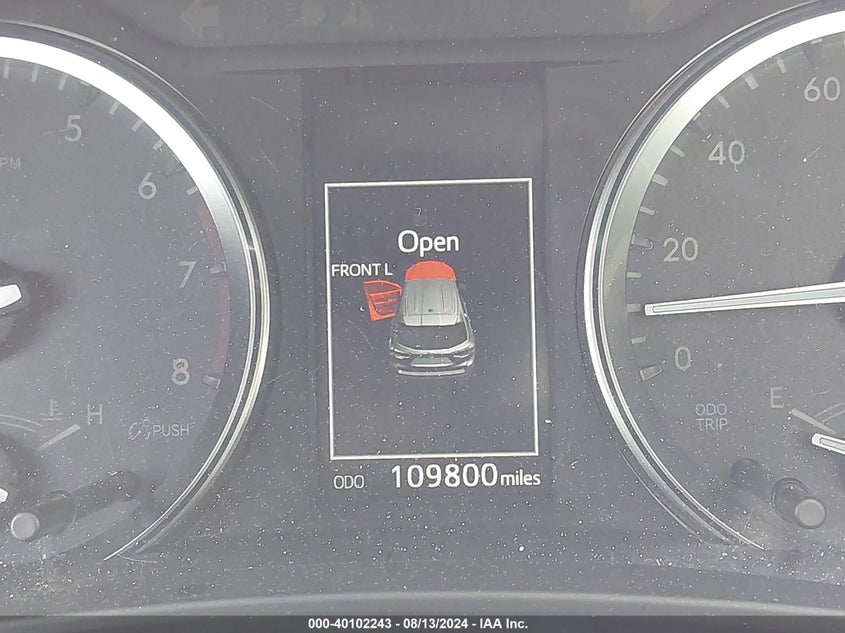 60
5
40
PM
6
Open
20
FRONT L
7
0
8
E
H
ODO
TRIP
PUSH
ODO 109800 miles
000-40102243 - 08/13/2024 - IAA Inc.